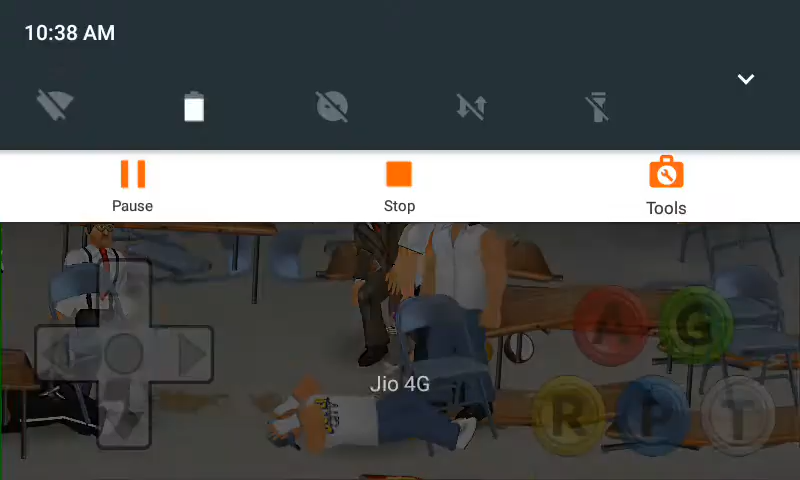 10:38 AM
Pause
Stop
Tools
A
G
Jio 4G
R
P
T